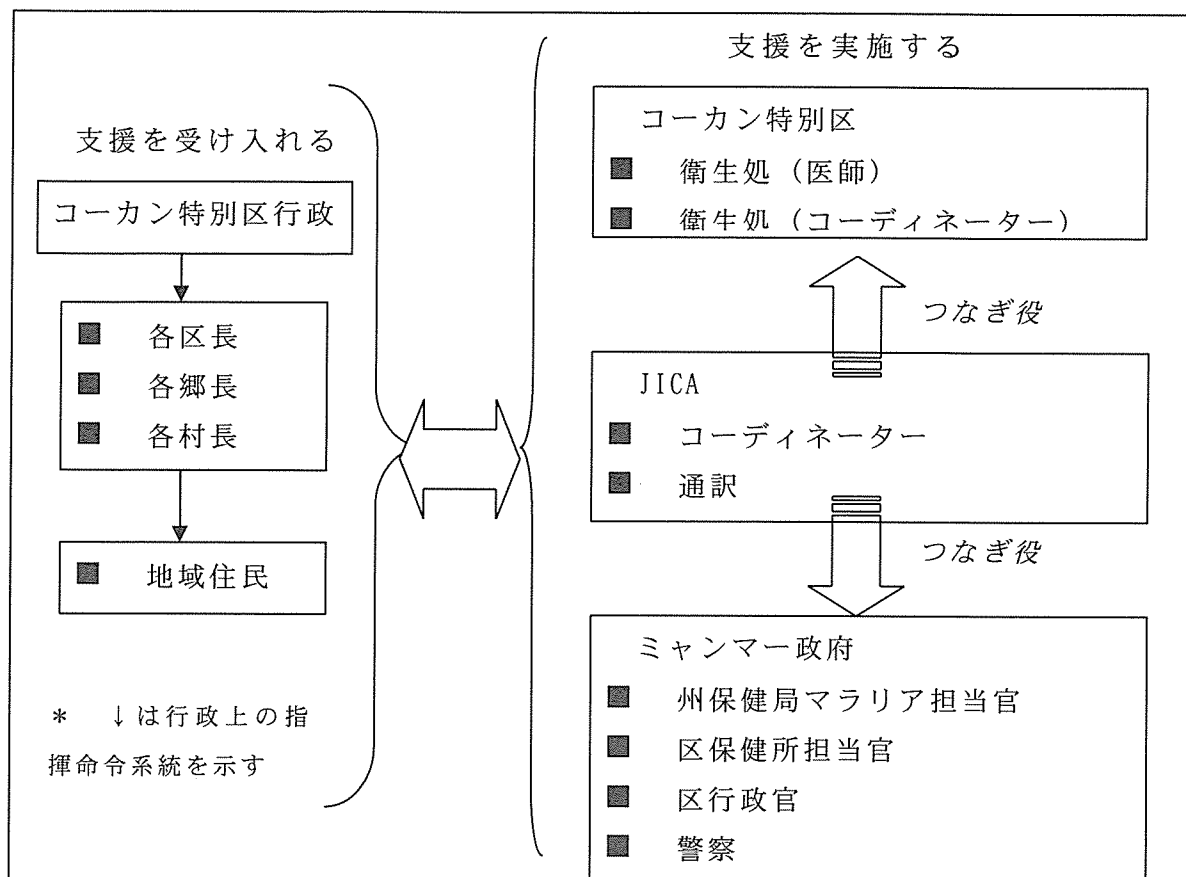 支援を受け入れる
コーカン特別区行政
■ 各区長
■ 各郷長
■ 各村長
■ 地域住民
* ↓は行政上の指
揮命令系統を示す
支援を実施する
コーカン特別区
■ 衛生処(医師)
■ 衛生処(コーディネーター)
つなぎ役
JICA
■ コーディネーター
■ 通訳
つなぎ役
ミャンマー政府
■ 州保健局マラリア担当官
■ 区保健所担当官
■ 区行政官
■ 警察